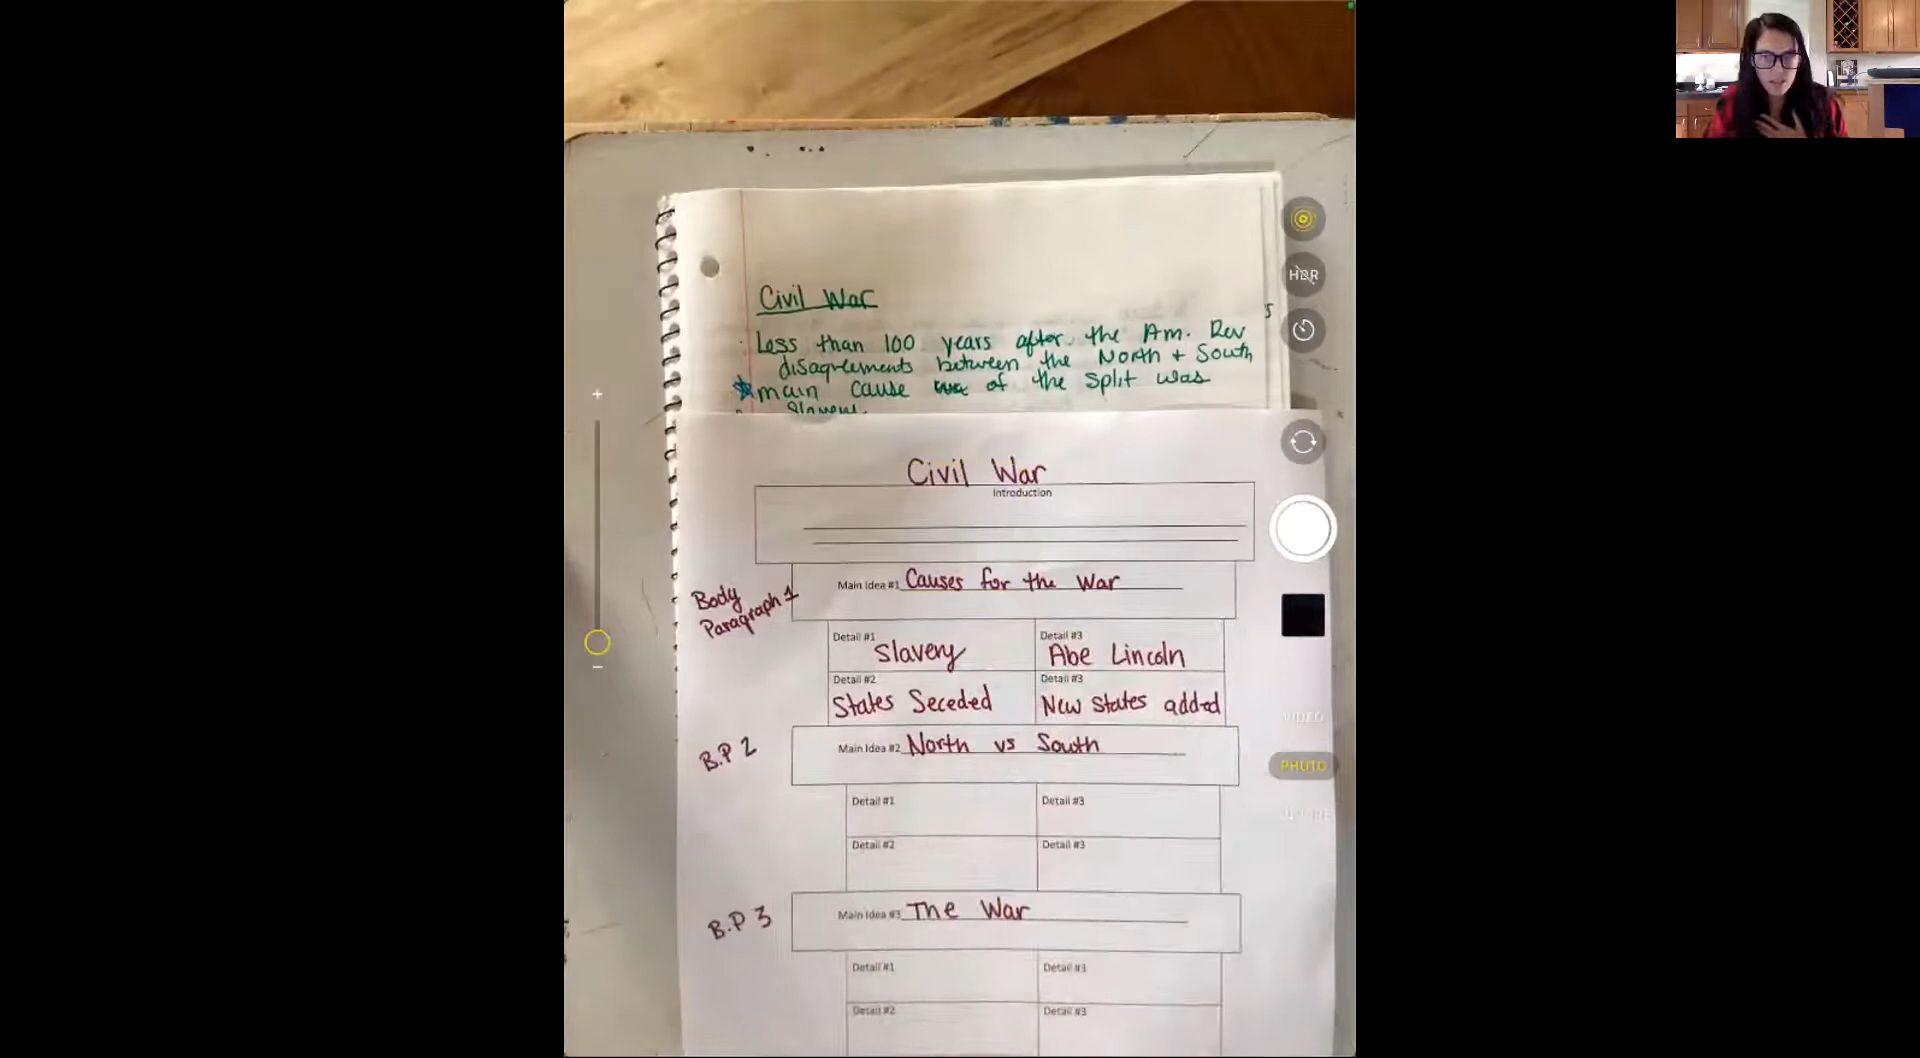 HDR
Civil War
Less than 100 years after the Am. Rev
disagreements between the North + South
main cause of the split was
Slavery.
Civil War
Introduction
Body
Paragraph 1
Main Idea #1 Causes for the War
Detail #1
Slavery
Detail #3
Abe Lincoln
Detail #2
States Seceded
Detail #3
New States added
VIDEO
B.P 2
Main Idea #2 North vs South
PHOTO
Detail #1
Detail #3
Detail #2
Detail #3
B.P 3
Main Idea #3 The War
Detail #1
Detail #3
Detail #2
Detail #3